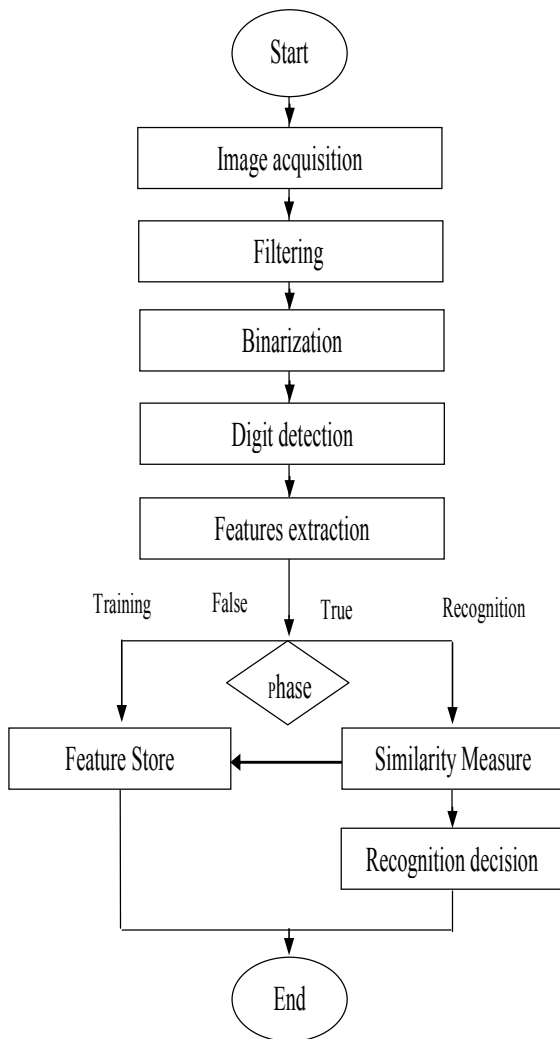 Start
Image acquisition
Filtering
Binarization
Digit detection
Features extraction
Training False True Recognition
Phase
Feature Store Similarity Measure
Recognition decision
End